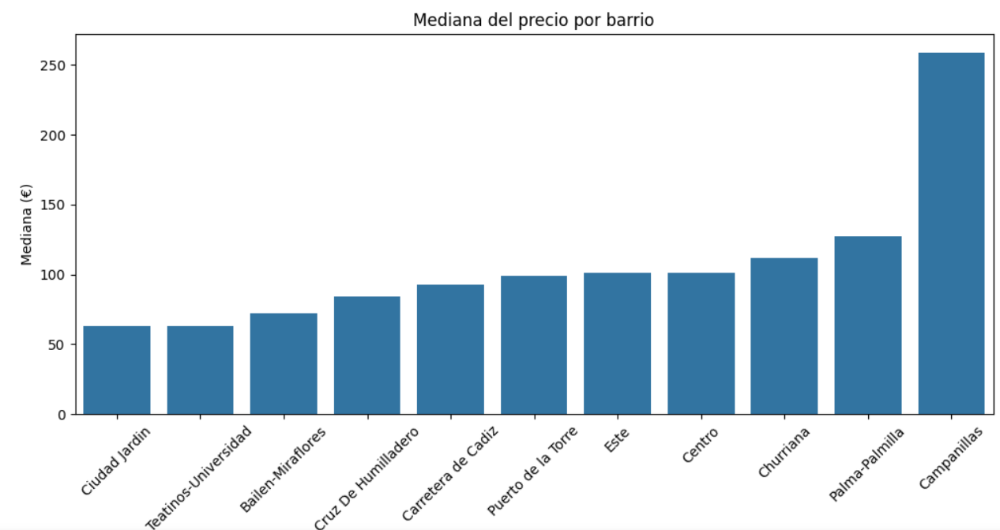 Mediana del precio por barrio
Mediana (€)
250
200
150
100
50
0
Ciudad Jardin
Teatinos-Universidad
Bailen-Miraflores
Cruz De Humilladero
Carretera de Cadiz
Puerto de la Torre
Este
Centro
Churriana
Palma-Palmilla
Campanillas